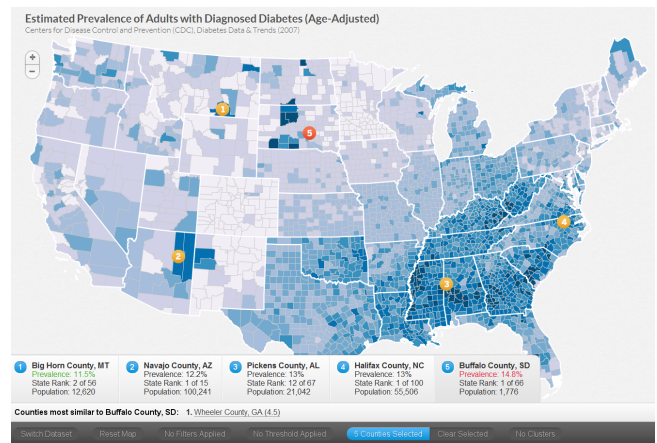 Estimated Prevalence of Adults with Diagnosed Diabetes (Age-Adjusted)
Centers for Disease Control and Prevention (CDC), Diabetes Data & Trends (2007)
+
−
1
5
4
2
3
1 Big Horn County, MT
Prevalence: 11.5%
State Rank: 2 of 56
Population: 12,620
2 Navajo County, AZ
Prevalence: 12.2%
State Rank: 1 of 15
Population: 100,241
3 Pickens County, AL
Prevalence: 13%
State Rank: 12 of 67
Population: 21,042
4 Halifax County, NC
Prevalence: 13%
State Rank: 1 of 100
Population: 55,506
5 Buffalo County, SD
Prevalence: 14.8%
State Rank: 1 of 66
Population: 1,776
Counties most similar to Buffalo County, SD: 1. Wheeler County, GA (4.5)
Switch Dataset Reset Map No Filters Applied No Threshold Applied 5 Counties Selected Clear Selected No Clusters